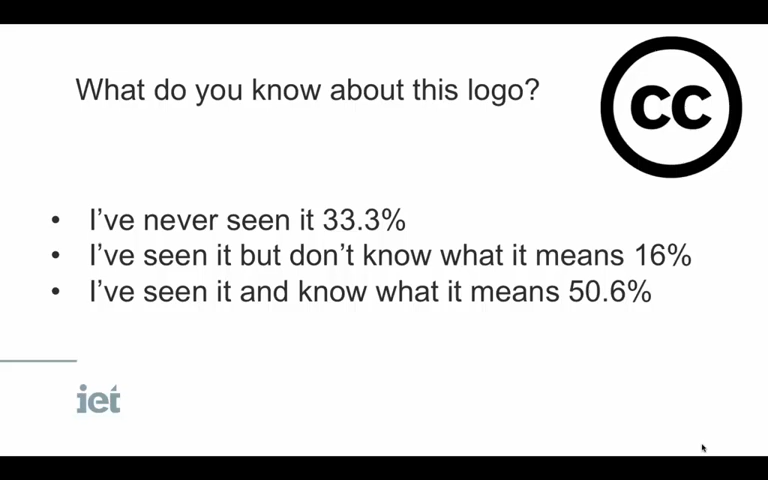 What do you know about this logo?
cc
• I've never seen it 33.3%
• I've seen it but don't know what it means 16%
• I've seen it and know what it means 50.6%
iet